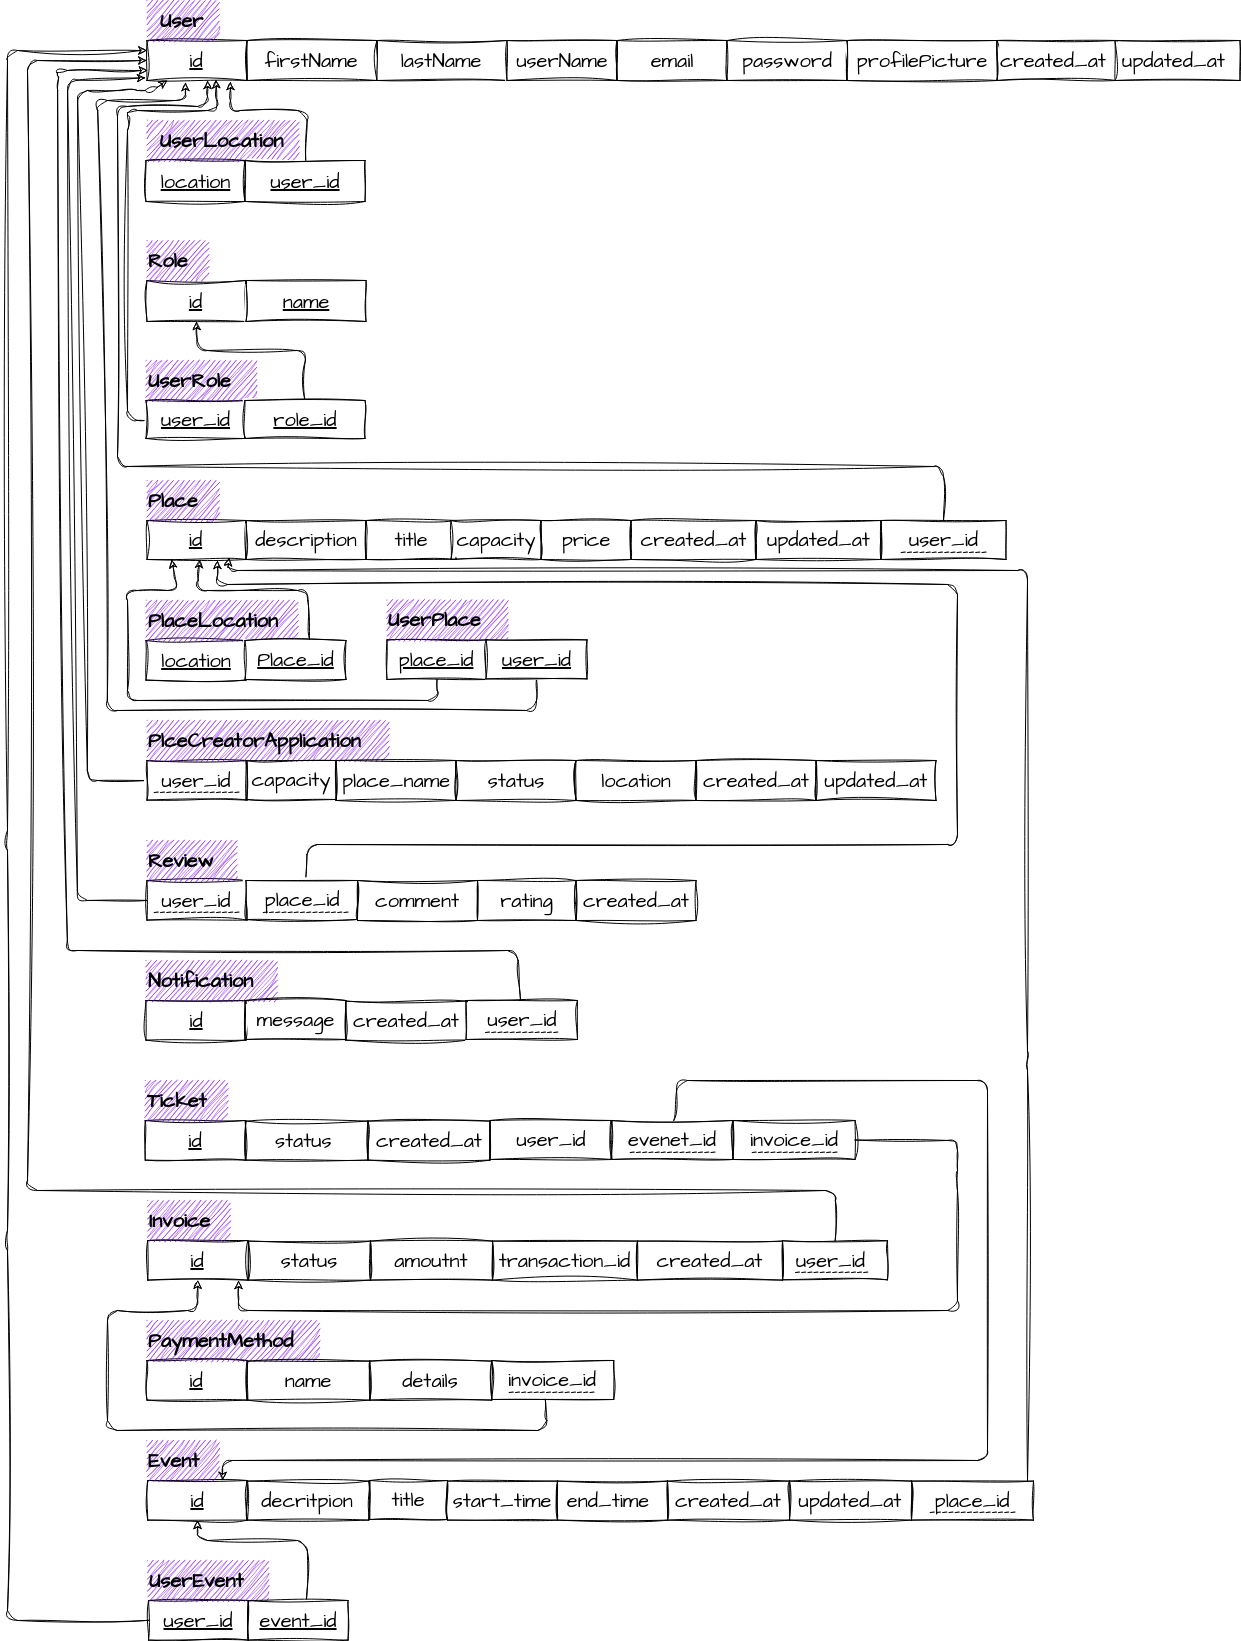 User
id firstName lastName userName email password profilePicture created_at updated_at
UserLocation
location user_id
Role
id name
UserRole
user_id role_id
Place
id description title capacity price created_at updated_at user_id
PlaceLocation UserPlace
location Place_id place_id user_id
PlceCreatorApplication
user_id capacity place_name status location created_at updated_at
Review
user_id place_id comment rating created_at
Notification
id message created_at user_id
Ticket
id status created_at user_id evenet_id invoice_id
Invoice
id status amoutnt transaction_id created_at user_id
PaymentMethod
id name details invoice_id
Event
id decritpion title start_time end_time created_at updated_at place_id
UserEvent
user_id event_id